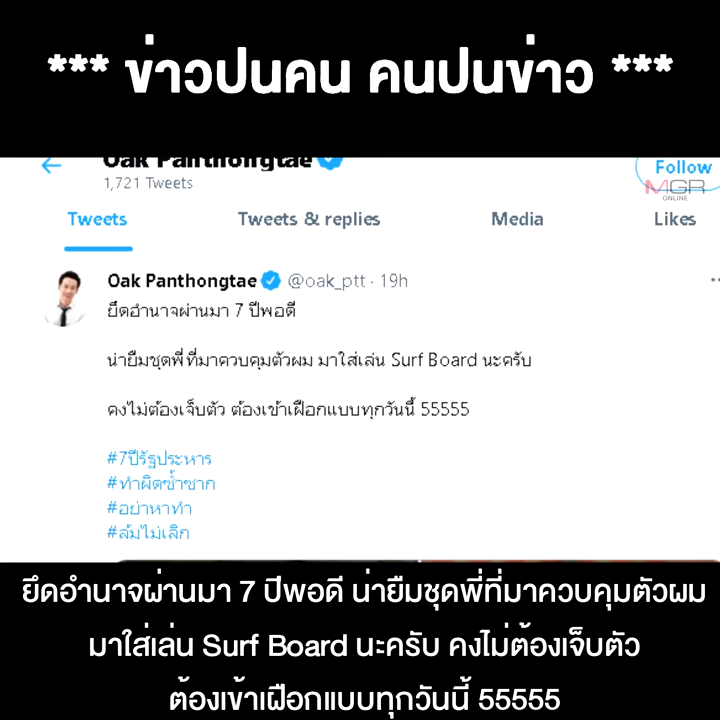 *** ข่าวปนคน คนปนข่าว ***
Oak Panthongtae
1,721 Tweets
Follow
MGR
ONLINE
Tweets Tweets & replies Media Likes
Oak Panthongtae @oak_ptt · 19h
ยึดอำนาจผ่านมา 7 ปีพอดี
น่ายืมชุดพี่ที่มาควบคุมตัวผม มาใส่เล่น Surf Board นะครับ
คงไม่ต้องเจ็บตัว ต้องเข้าเฝือกแบบทุกวันนี้ 55555
#7ปีรัฐประหาร
#ทำผิดซ้ำซาก
#อย่าหาทำ
#ล้มไม่เลิก
ยึดอำนาจผ่านมา 7 ปีพอดี น่ายืมชุดพี่ที่มาควบคุมตัวผม
มาใส่เล่น Surf Board นะครับ คงไม่ต้องเจ็บตัว
ต้องเข้าเฝือกแบบทุกวันนี้ 55555